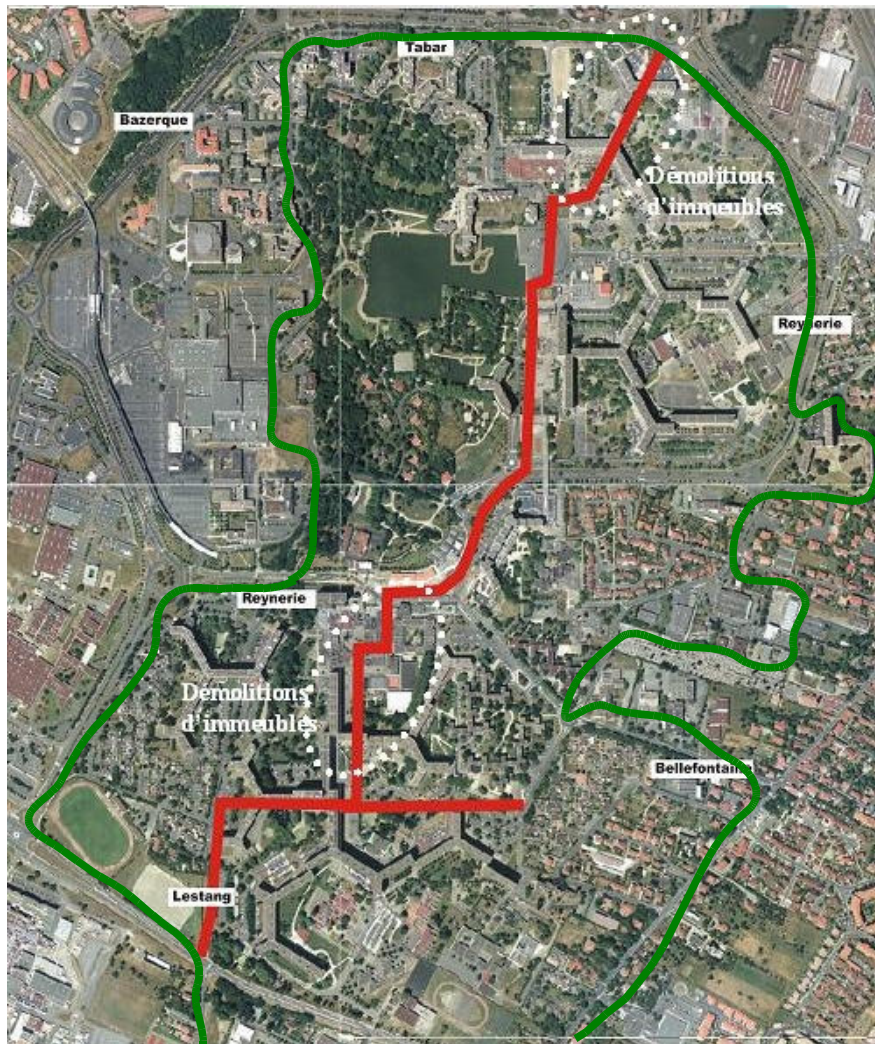 Tabar
Bazerque
Démolitions
d'immeubles
Reynerie
Reynerie
Démolitions
d'immeubles
Bellefontaine
Lestang